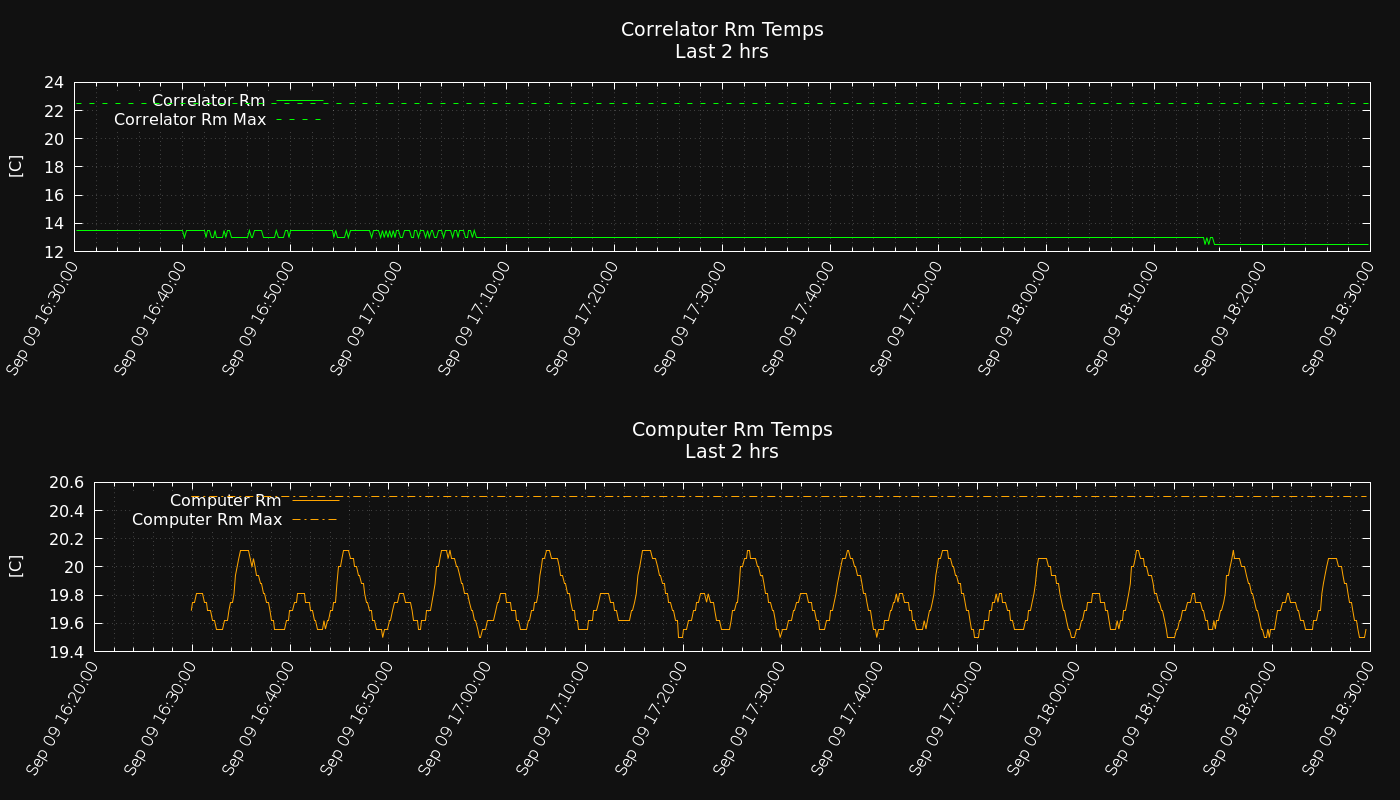 Correlator Rm Temps
Last 2 hrs
24
22
20
18
16
14
12
[C]
Correlator Rm
Correlator Rm Max
Sep 09 16:30:00
Sep 09 16:40:00
Sep 09 16:50:00
Sep 09 17:00:00
Sep 09 17:10:00
Sep 09 17:20:00
Sep 09 17:30:00
Sep 09 17:40:00
Sep 09 17:50:00
Sep 09 18:00:00
Sep 09 18:10:00
Sep 09 18:20:00
Sep 09 18:30:00
Computer Rm Temps
Last 2 hrs
20.6
20.4
20.2
20
19.8
19.6
19.4
[C]
Computer Rm
Computer Rm Max
Sep 09 16:20:00
Sep 09 16:30:00
Sep 09 16:40:00
Sep 09 16:50:00
Sep 09 17:00:00
Sep 09 17:10:00
Sep 09 17:20:00
Sep 09 17:30:00
Sep 09 17:40:00
Sep 09 17:50:00
Sep 09 18:00:00
Sep 09 18:10:00
Sep 09 18:20:00
Sep 09 18:30:00